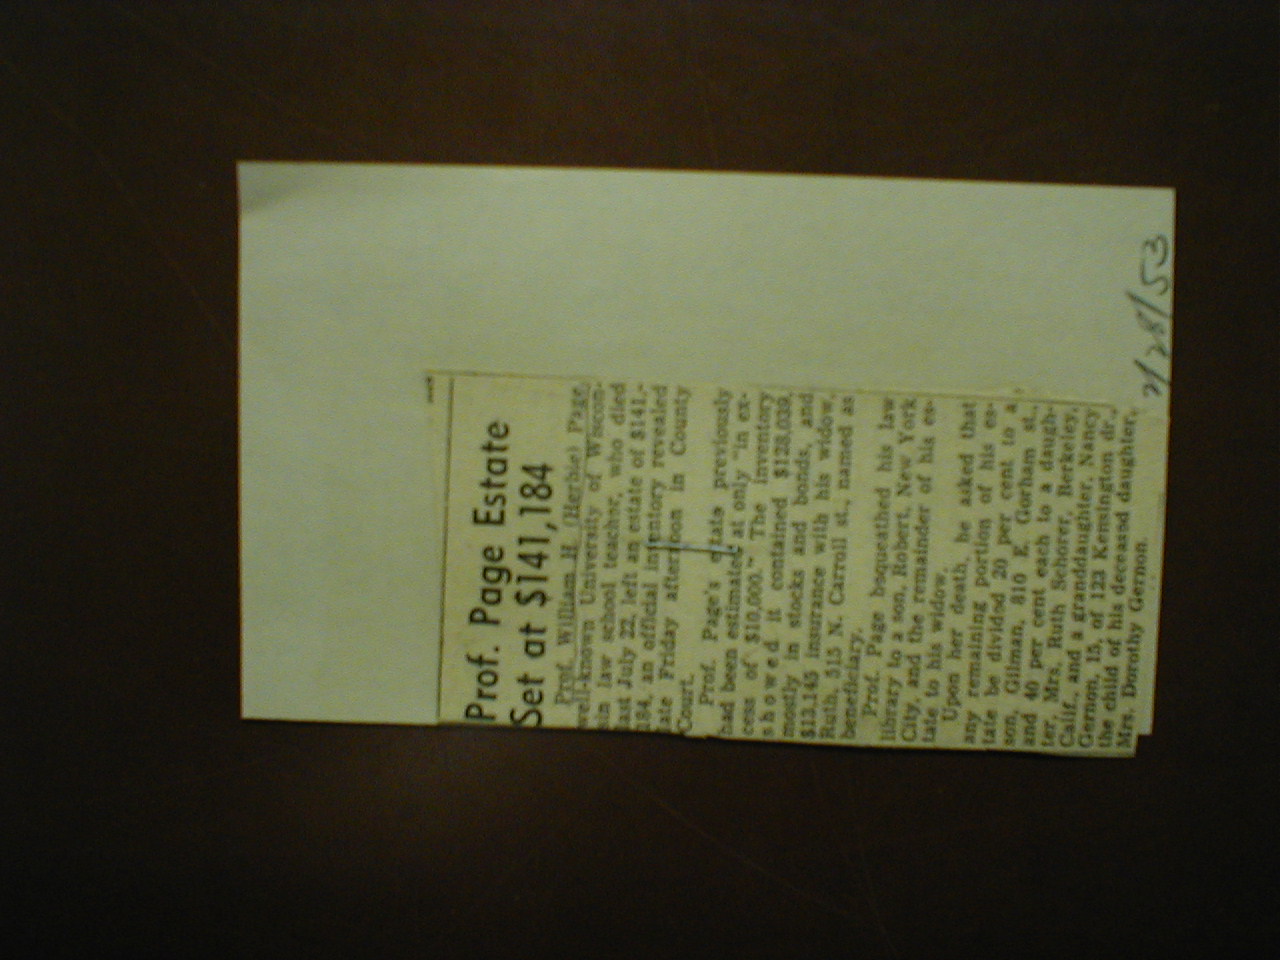 Prof. Page Estate
Set at $141,184
Prof. William H. (Herbie) Page,
well-known University of Wiscon-
sin law school teacher, who died
last July 22, left an estate of $141,-
184, an official inventory revealed
late Friday afternoon in County
Court.
Prof. Page's estate previously
had been estimated at only "in ex-
cess of $10,000." The inventory
showed it contained $128,039,
mostly in stocks and bonds, and
$13,145 insurance with his widow,
Ruth, 515 N. Carroll st., named as
beneficiary.
Prof. Page bequeathed his law
library to a son, Robert, New York
City, and the remainder of his es-
tate to his widow.
Upon her death, he asked that
any remaining portion of his es-
tate be divided 20 per cent to a
son, Gilman, 810 E. Gorham st.,
and 40 per cent each to a daugh-
ter, Mrs. Ruth Schorer, Berkeley,
Calif., and a granddaughter, Nancy
Gernon, 15, of 123 Kensington dr.,
the child of his deceased daughter,
Mrs. Dorothy Gernon.
2/28/53